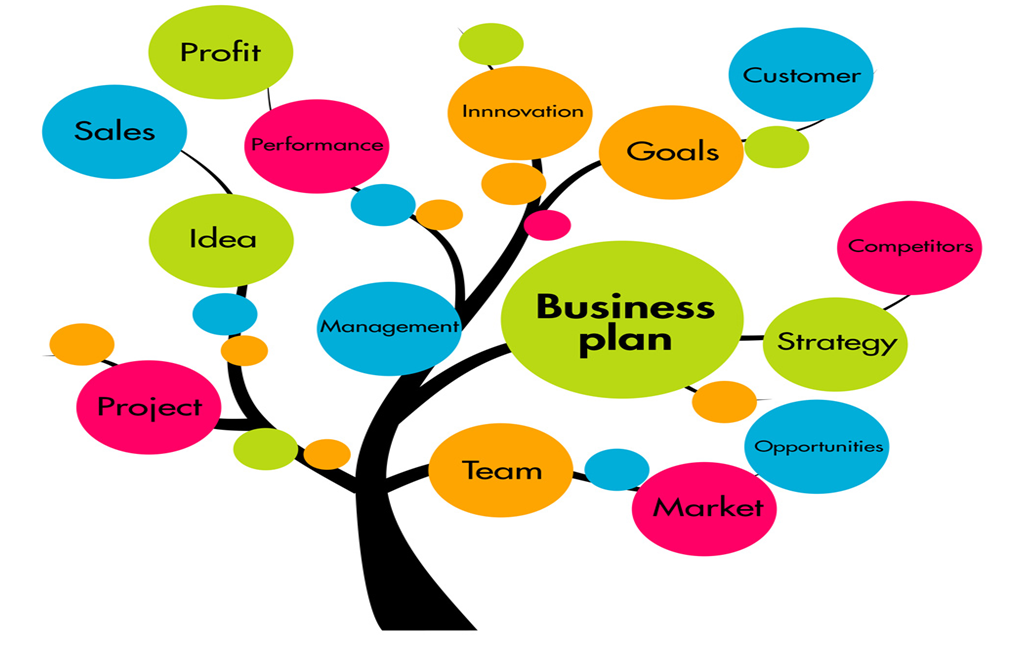 Profit
Customer
Innnovation
Sales
Performance
Goals
Idea
Competitors
Business
plan
Management
Strategy
Project
Opportunities
Team
Market